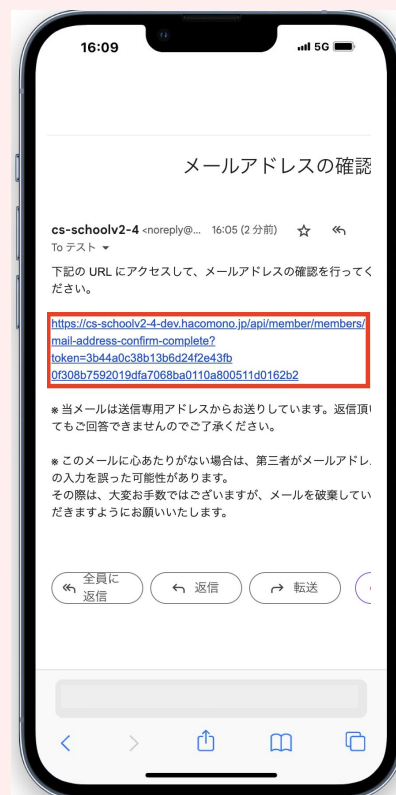 16:09
5G
メールアドレスの確認
cs-schoolv2-4 <noreply@... 16:05 (2 分前)
To テスト
下記の URL にアクセスして、メールアドレスの確認を行ってく
ださい。
https://cs-schoolv2-4-dev.hacomono.jp/api/member/members/
mail-address-confirm-complete?
token=3b44a0c38b13b6d24f2e43fb
0f308b7592019dfa7068ba0110a800511d0162b2
※ 当メールは送信専用アドレスからお送りしています。返信頂い
てもご回答できませんのでご了承ください。
※ このメールに心あたりがない場合は、第三者がメールアドレ
の入力を誤った可能性があります。
その際は、大変お手数ではございますが、メールを破棄してい
だきますようにお願いいたします。
全員に
返信
返信
転送